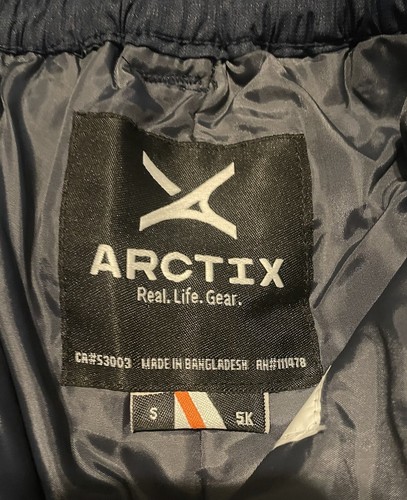 ARCTIX
Real. Life. Gear.
CA#53003 MADE IN BANGLADESH RN#111478
S 5K